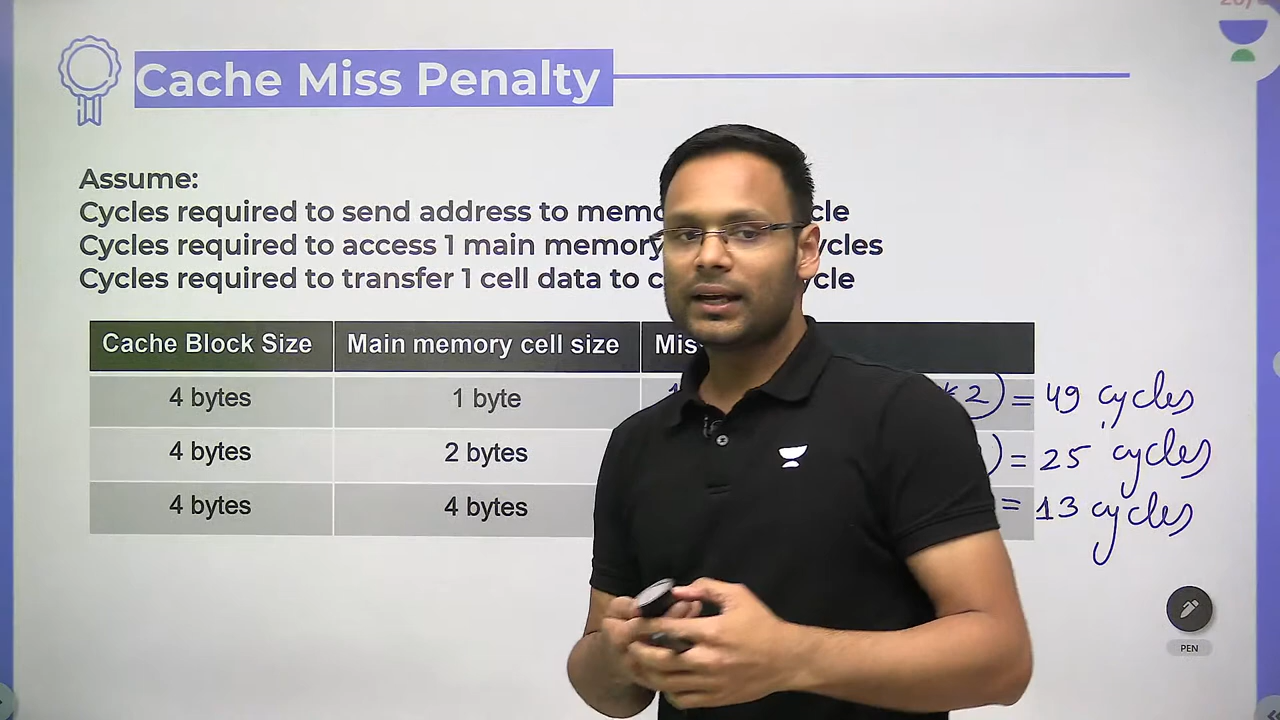 Cache Miss Penalty
Assume:
Cycles required to send address to cle
Cycles required to access 1 main memory ycles
Cycles required to transfer 1 cell data to ycle
Cache Block Size Main memory cell size Mis
4 bytes 1 byte 2) = 49 cycles
4 bytes 2 bytes ) = 25 cycles
4 bytes 4 bytes = 13 cycles
PEN